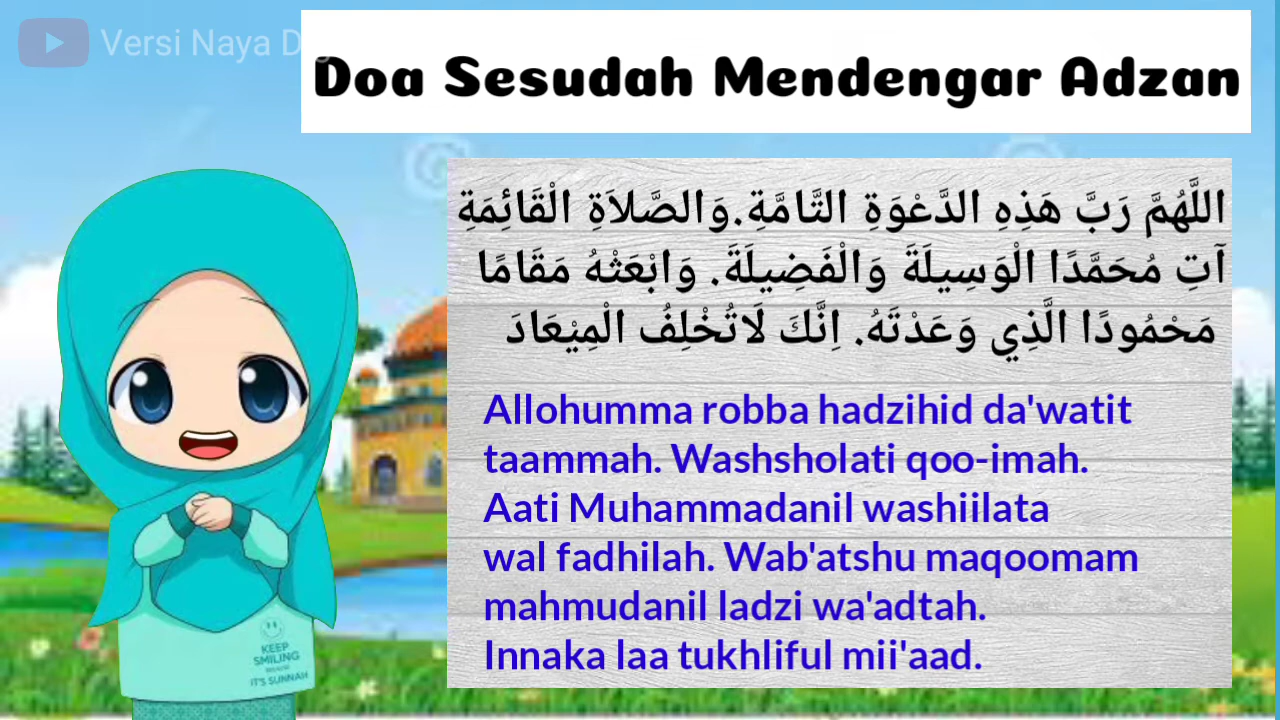 Versi Naya D
Doa Sesudah Mendengar Adzan
اللَّهُمَّ رَبَّ هَذِهِ الدَّعْوَةِ التَّامَّةِ.وَالصَّلاَةِ الْقَائِمَةِ
آتِ مُحَمَّدًا الْوَسِيلَةَ وَالْفَضِيلَةَ. وَابْعَثْهُ مَقَامًا
مَحْمُودًا الَّذِي وَعَدْتَهُ. اِنَّكَ لَاتُخْلِفُ الْمِيْعَادَ
Allohumma robba hadzihid da'watit
taammah. Washsholati qoo-imah.
Aati Muhammadanil washiilata
wal fadhilah. Wab'atshu maqoomam
mahmudanil ladzi wa'adtah.
Innaka laa tukhliful mii'aad.
KEEP
SMILING
BECAUSE
IT'S SUNNAH